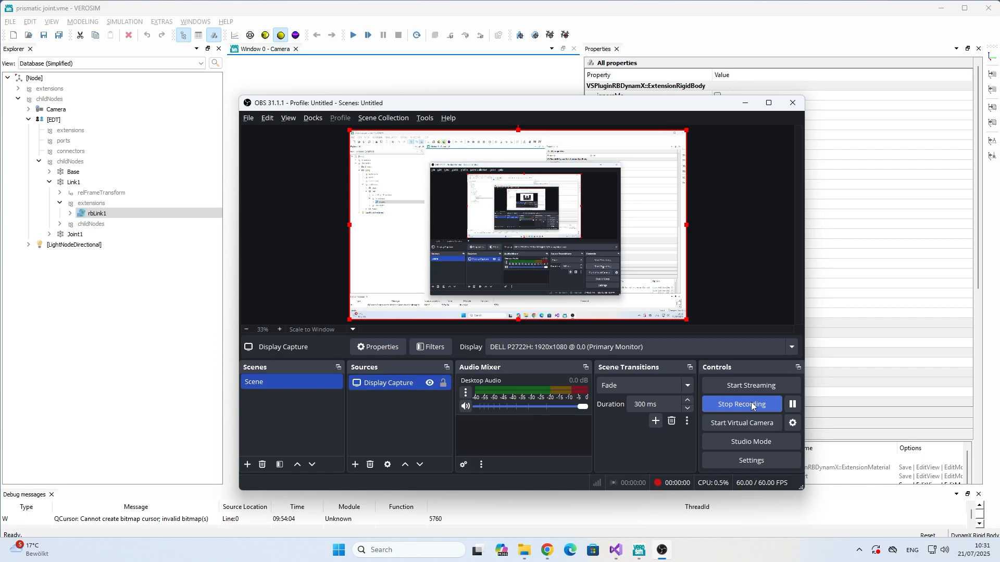 prismatic joint.vme - VEROSIM
FILE EDIT VIEW MODELING SIMULATION EXTRAS WINDOWS HELP
Explorer
Window 0 - Camera
Properties
View: Database (Simplified)
All properties
Property Value
VSPluginRBDynamX::ExtensionRigidBody
[Node]
extensions
childNodes
Camera
[EDT]
extensions
ports
connectors
childNodes
Base
Link1
relFrameTransform
extensions
rbLink1
childNodes
Joint1
[LightNodeDirectional]
OBS 31.1.1 - Profile: Untitled - Scenes: Untitled
File Edit View Docks Profile Scene Collection Tools Help
33% Scale to Window
Display Capture Properties Filters Display DELL P2722H: 1920x1080 @ 0,0 (Primary Monitor)
Scenes Sources Audio Mixer Scene Transitions Controls
Scene
Display Capture
Desktop Audio 0.0 dB
-60 -55 -50 -45 -40 -35 -30 -25 -20 -15 -10 -5 0
Fade
Duration 300 ms
Start Streaming
Stop Recording
Start Virtual Camera
Studio Mode
Settings
00:00:00 00:00:00 CPU: 0.5% 60.00 / 60.00 FPS
Options
nRBDynamX::ExtensionMaterial Save | EditView | EditMo
Save | EditView | EditMo
Debug messages
Type Message Source Location Time Module Function ThreadId
W QCursor: Cannot create bitmap cursor; invalid bitmap(s) Line:0 09:54:04 Unknown 5760
Ready. Reset DynamX Rigid Body
5 17°C
Bewölkt
Search
M365
VERO SIM
ENG
10:31
21/07/2025